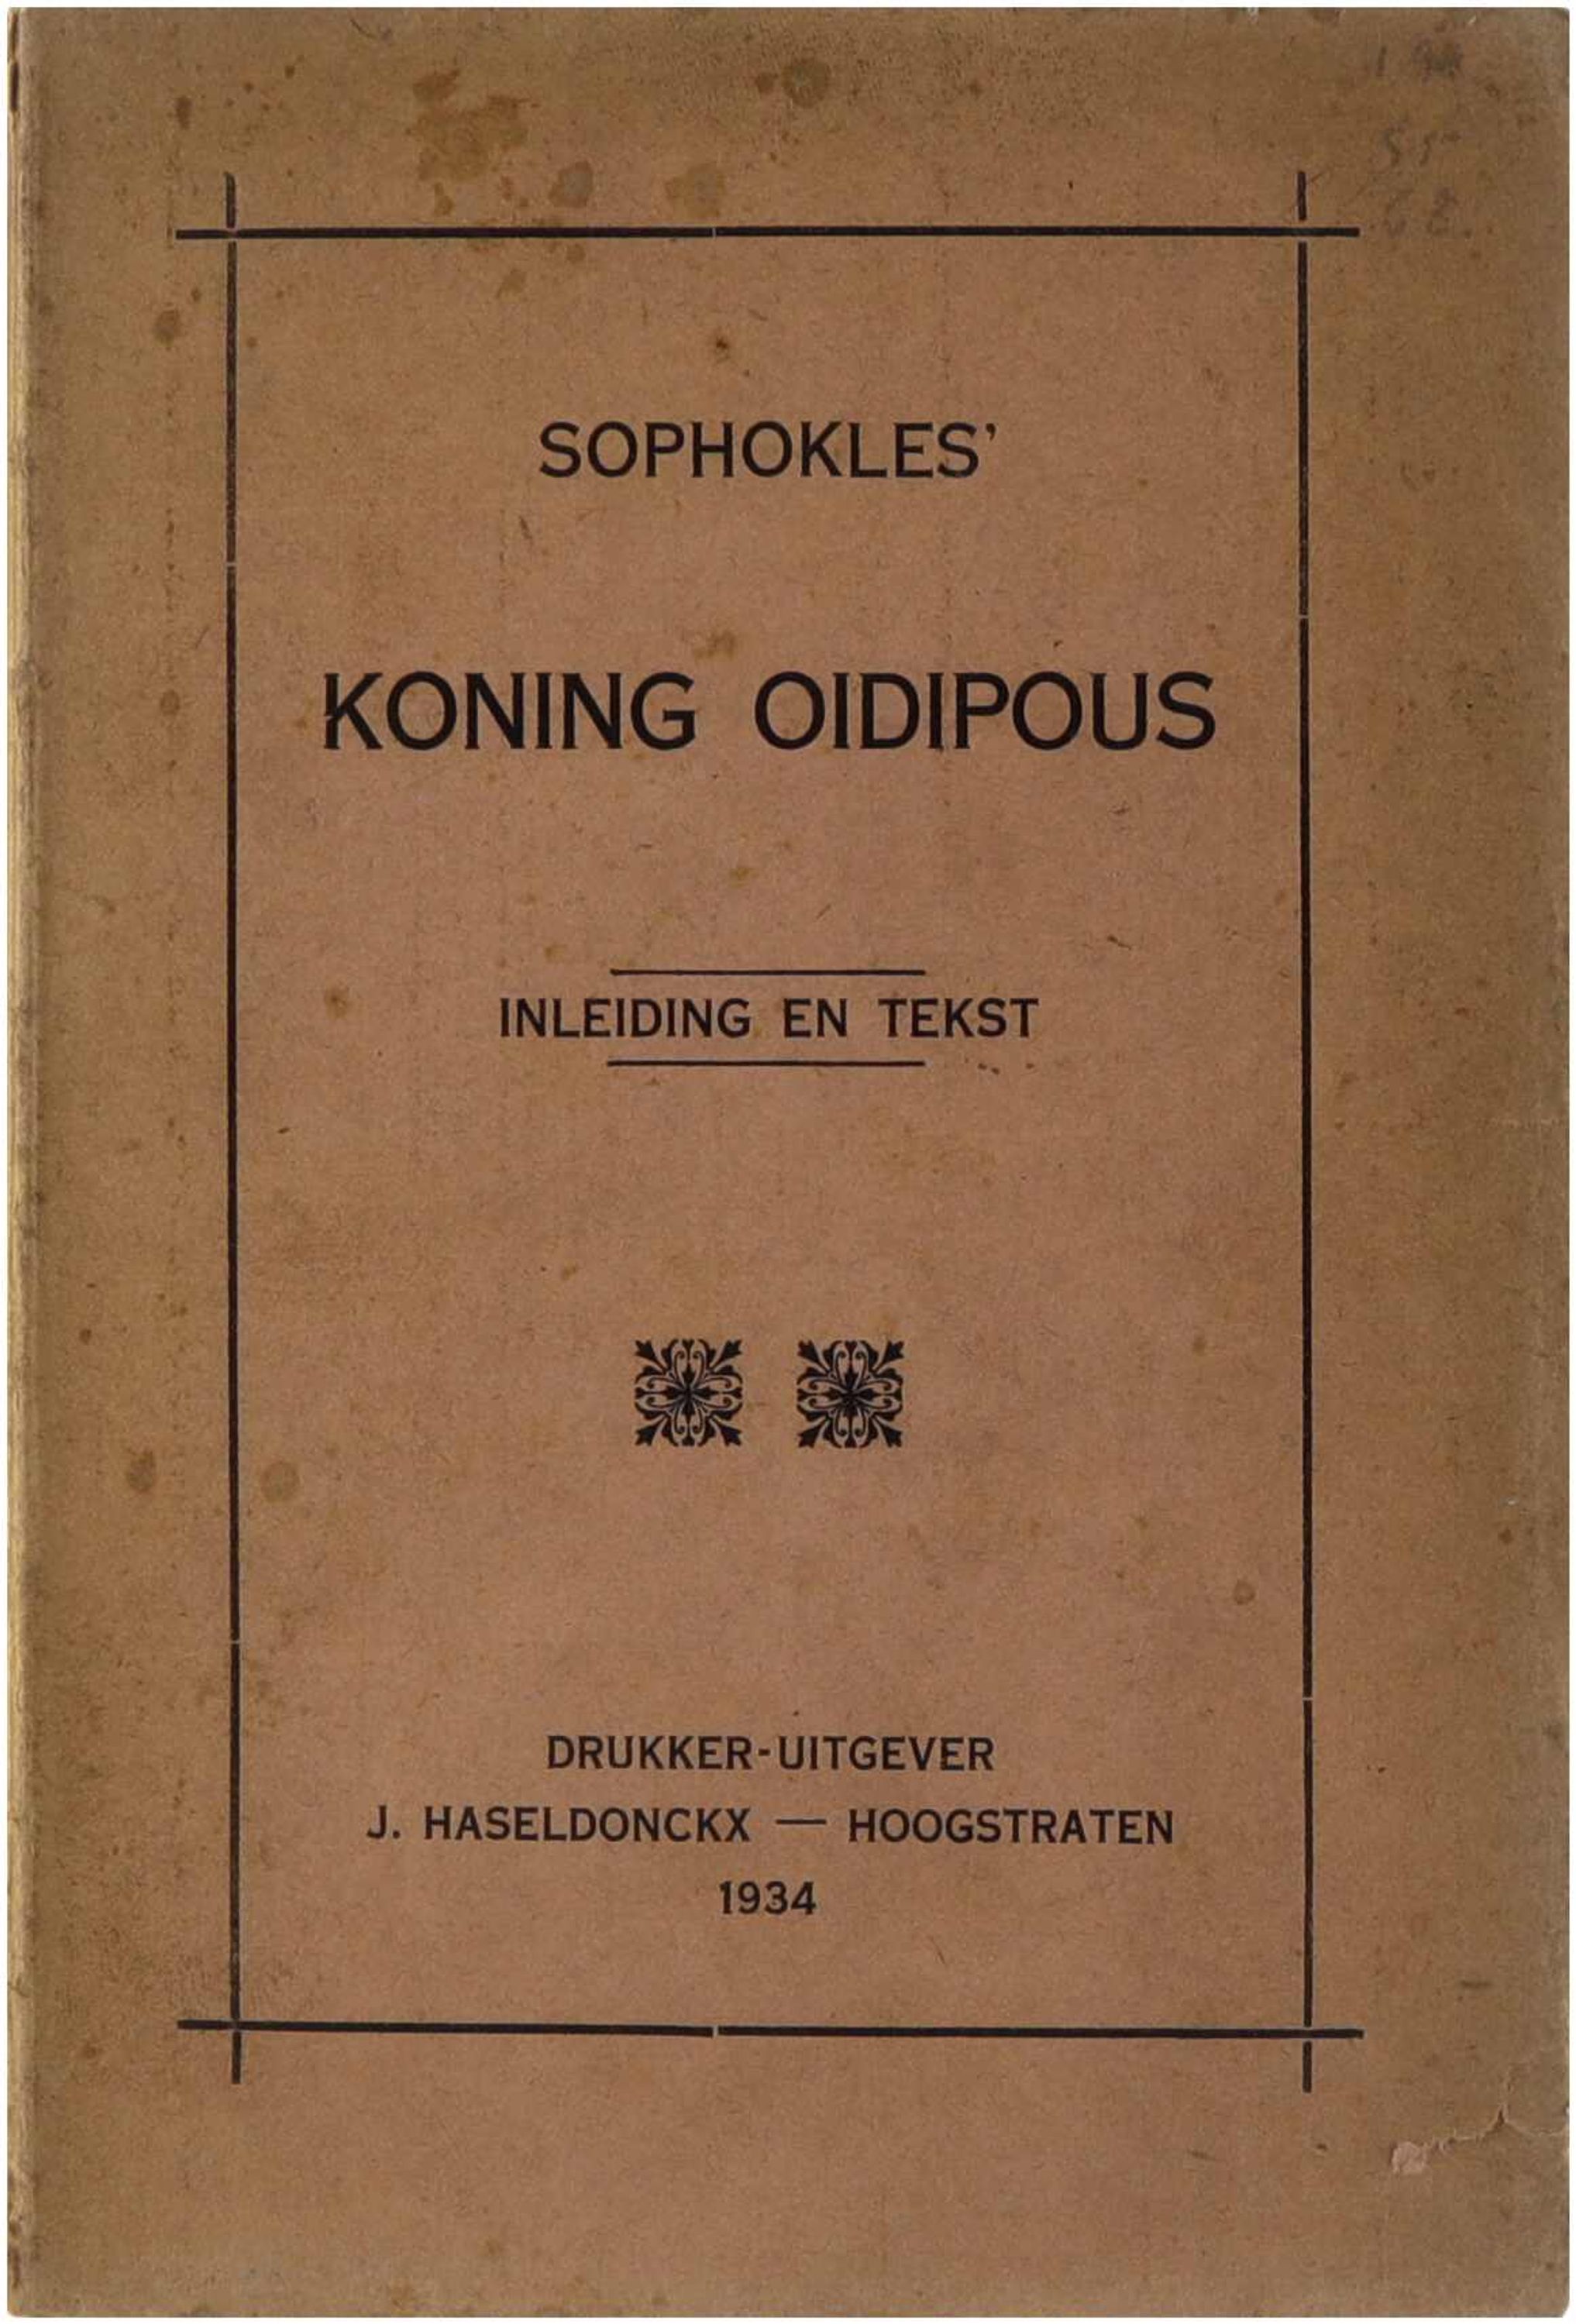 SOPHOKLES'
KONING OIDIPOUS
INLEIDING EN TEKST
DRUKKER-UITGEVER
J. HASELDONCKX — HOOGSTRATEN
1934